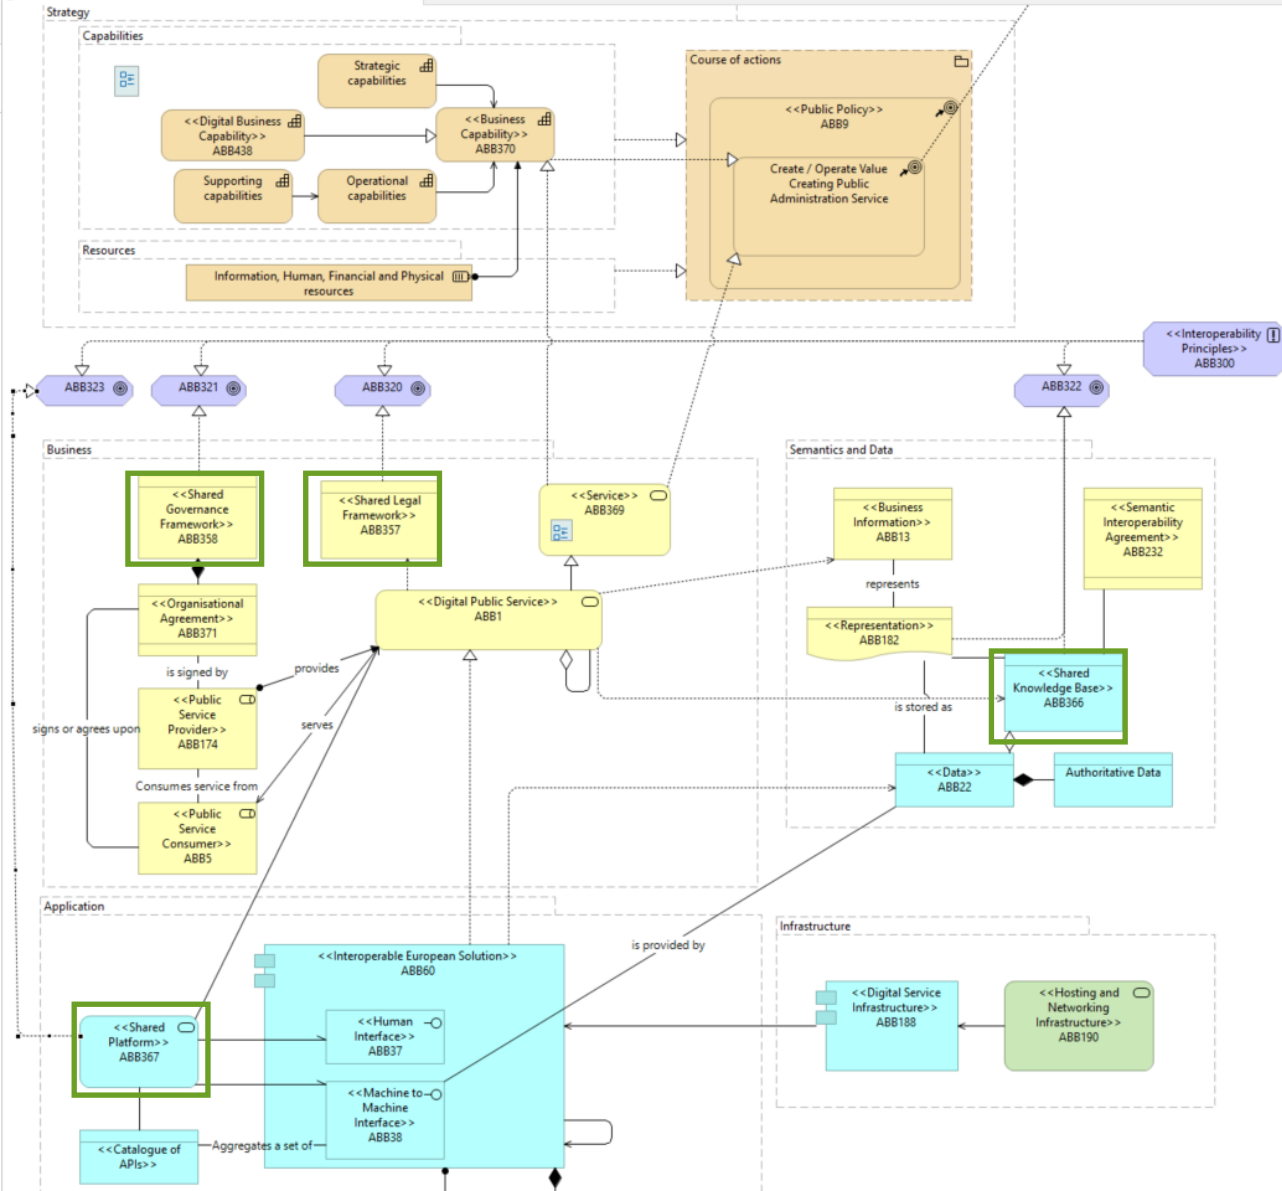 Strategy
Capabilities
Strategic
capabilities
<<Digital Business
Capability>>
ABB438
<<Business
Capability>>
ABB370
Supporting
capabilities
Operational
capabilities
Resources
Information, Human, Financial and Physical
resources
Course of actions
<<Public Policy>>
ABB9
Create / Operate Value
Creating Public
Administration Service
<<Interoperability
Principles>>
ABB300
ABB323
ABB321
ABB320
ABB322
Business
<<Shared
Governance
Framework>>
ABB358
<<Shared Legal
Framework>>
ABB357
<<Service>>
ABB369
<<Organisational
Agreement>>
ABB371
<<Digital Public Service>>
ABB1
is signed by
provides
<<Public
Service
Provider>>
ABB174
signs or agrees upon
serves
Consumes service from
<<Public
Service
Consumer>>
ABB5
Semantics and Data
<<Business
Information>>
ABB13
<<Semantic
Interoperability
Agreement>>
ABB232
represents
<<Representation>>
ABB182
<<Shared
Knowledge Base>>
ABB366
is stored as
<<Data>>
ABB22
Authoritative Data
Application
<<Interoperable European Solution>>
ABB60
is provided by
<<Shared
Platform>>
ABB367
<<Human
Interface>>
ABB37
<<Machine to
Machine
Interface>>
ABB38
<<Catalogue of
APIs>>
Aggregates a set of
Infrastructure
<<Digital Service
Infrastructure>>
ABB188
<<Hosting and
Networking
Infrastructure>>
ABB190